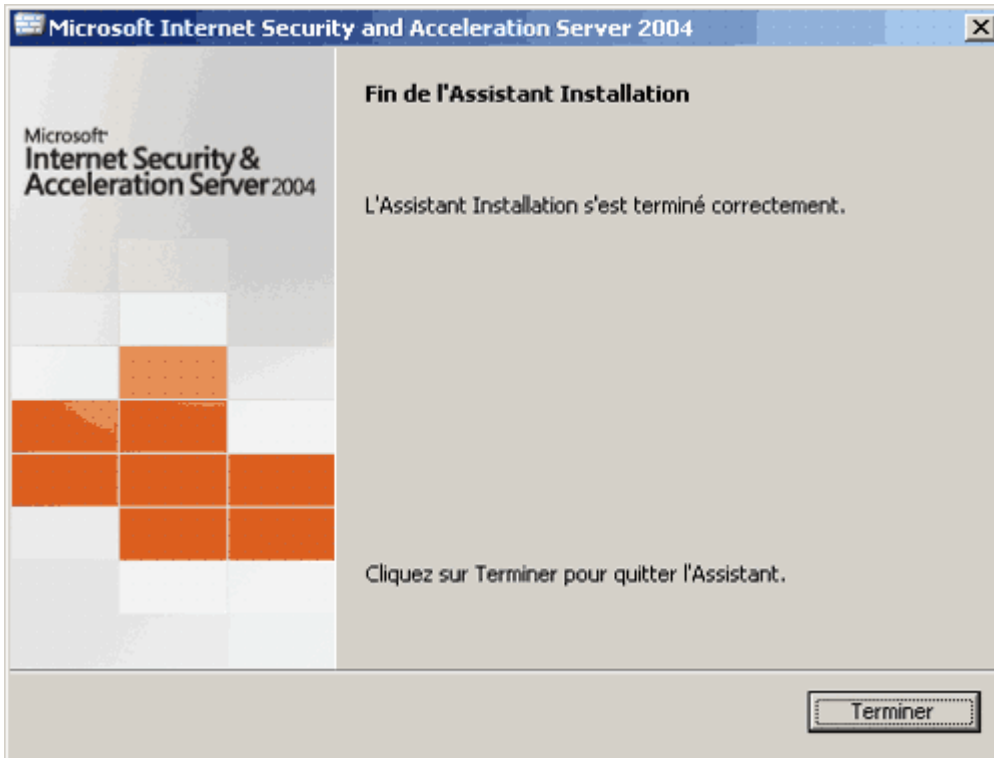 Microsoft Internet Security and Acceleration Server 2004
Microsoft
Internet Security &
Acceleration Server 2004
Fin de l'Assistant Installation
L'Assistant Installation s'est terminé correctement.
Cliquez sur Terminer pour quitter l'Assistant.
Terminer